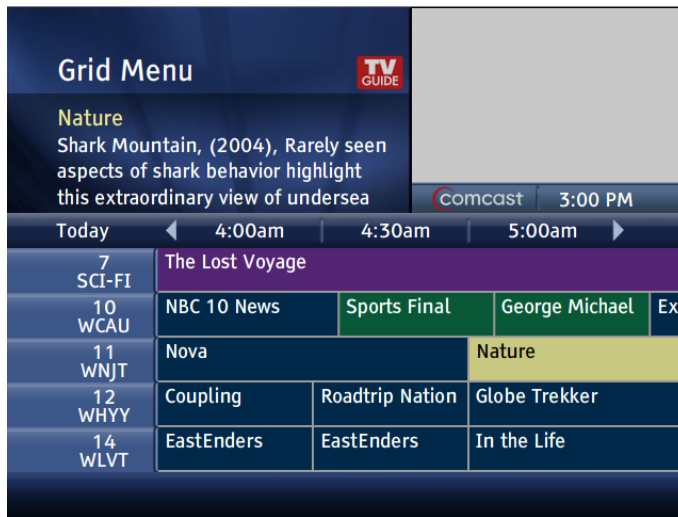 Grid Menu
TV
GUIDE
Nature
Shark Mountain, (2004), Rarely seen
aspects of shark behavior highlight
this extraordinary view of undersea
comcast 3:00 PM
Today 4:00am 4:30am 5:00am
7
SCI-FI
The Lost Voyage
10
WCAU
NBC 10 News Sports Final George Michael Ex
11
WNJT
Nova Nature
12
WHYY
Coupling Roadtrip Nation Globe Trekker
14
WLVT
EastEnders EastEnders In the Life